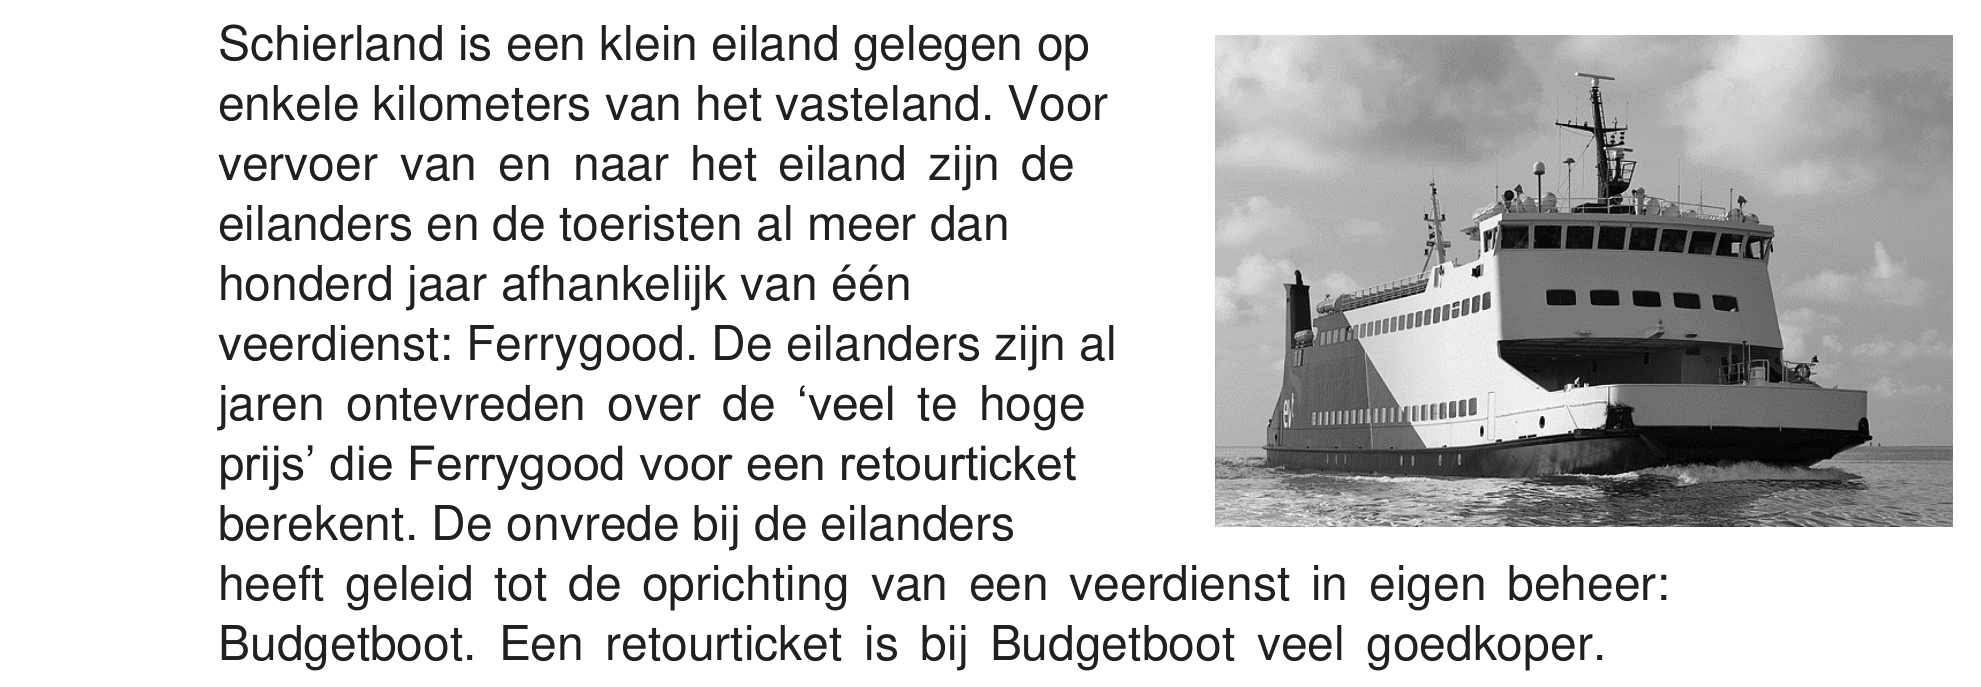 Schierland is een klein eiland gelegen op
enkele kilometers van het vasteland. Voor
vervoer van en naar het eiland zijn de
eilanders en de toeristen al meer dan
honderd jaar afhankelijk van één
veerdienst: Ferrygood. De eilanders zijn al
jaren ontevreden over de ‘veel te hoge
prijs’ die Ferrygood voor een retourticket
berekent. De onvrede bij de eilanders
heeft geleid tot de oprichting van een veerdienst in eigen beheer:
Budgetboot. Een retourticket is bij Budgetboot veel goedkoper.